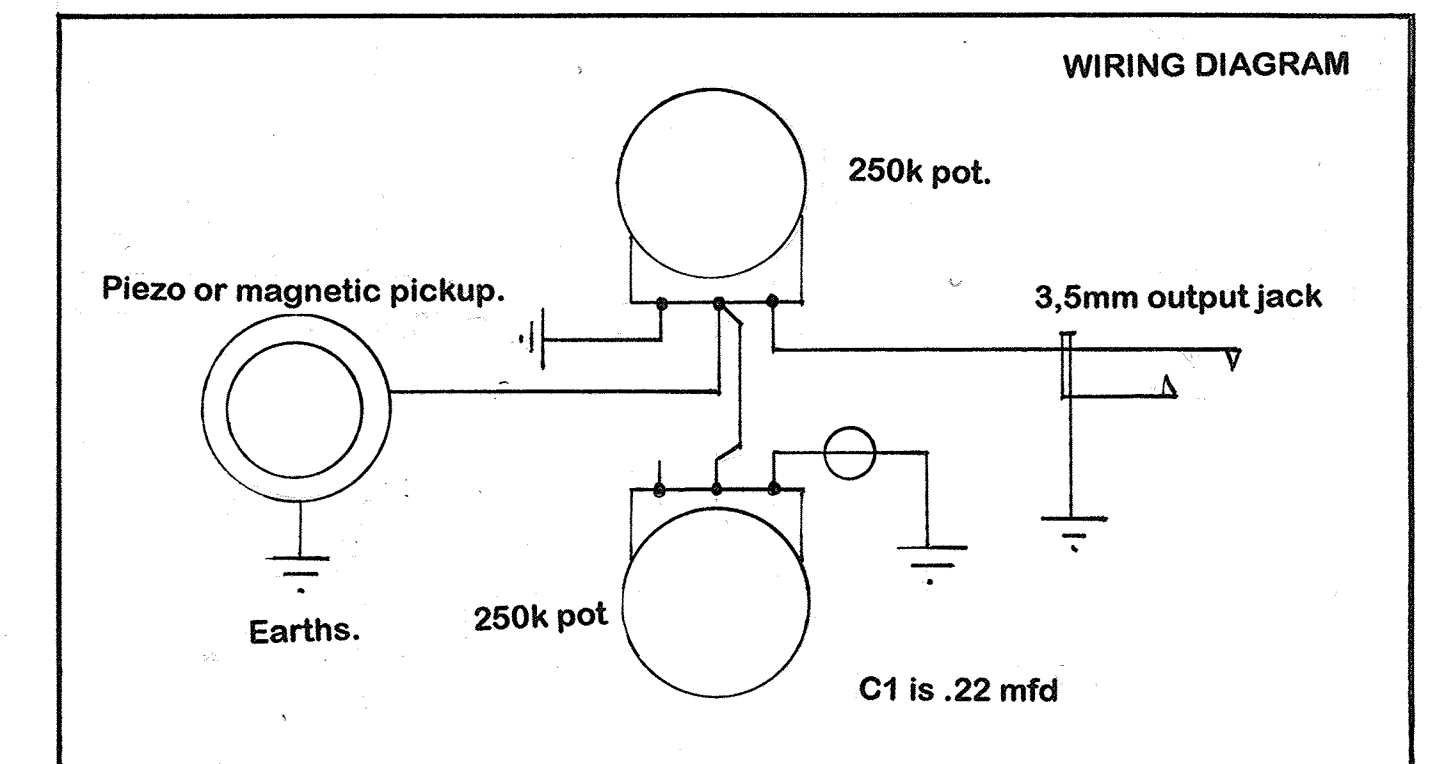 WIRING DIAGRAM
250k pot.
Piezo or magnetic pickup.
3,5mm output jack
250k pot
Earths.
C1 is .22 mfd